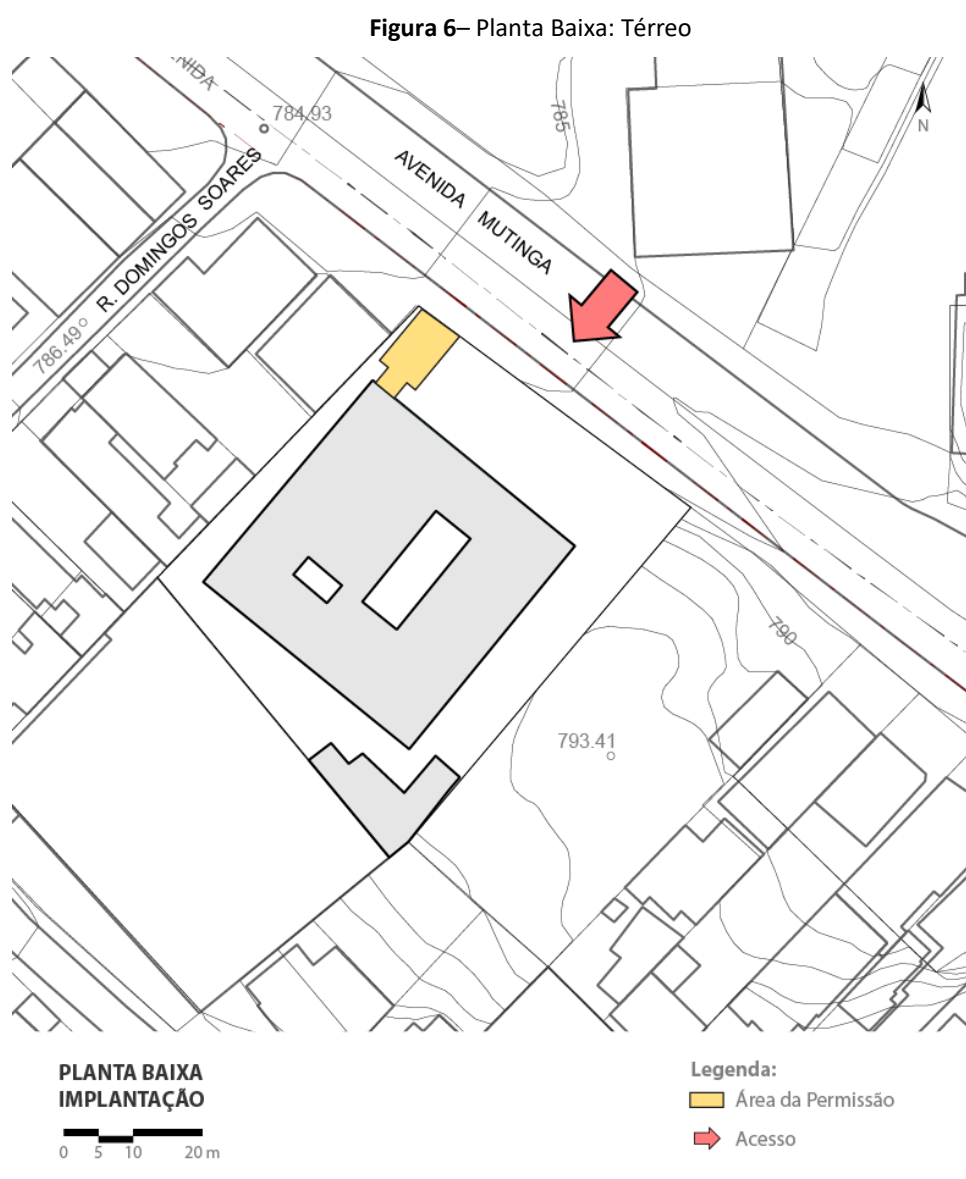 Figura 6– Planta Baixa: Térreo
784.93
785
N
AVENIDA MUTINGA
R. DOMINGOS SOARES
786.49
790
793.41
PLANTA BAIXA
IMPLANTAÇÃO
0 5 10 20 m
Legenda:
Área da Permissão
Acesso